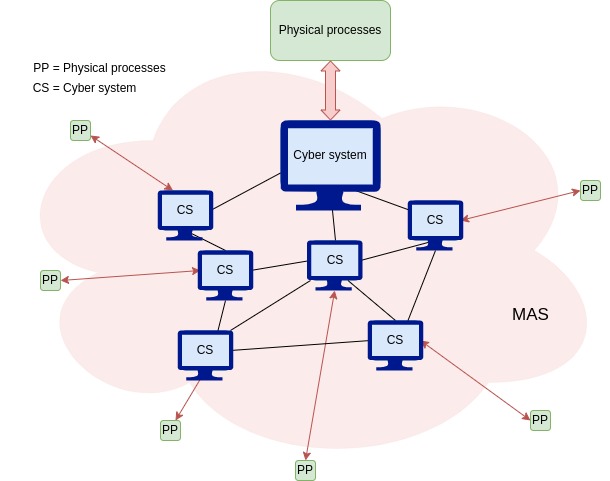 Physical processes
PP = Physical processes
CS = Cyber system
PP
Cyber system
PP
CS
CS
CS
CS
PP
MAS
CS
CS
PP
PP
PP